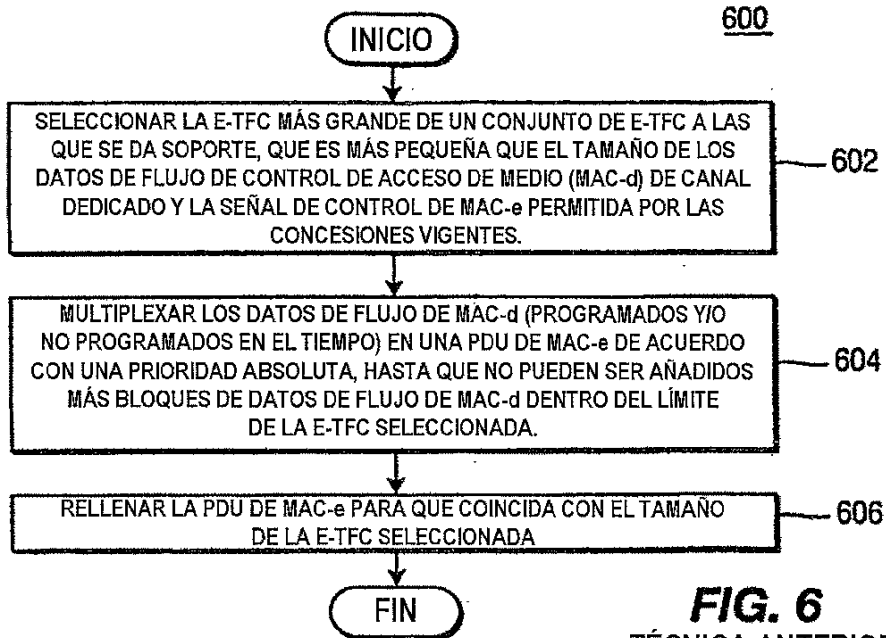 600
INICIO
SELECCIONAR LA E-TFC MÁS GRANDE DE UN CONJUNTO DE E-TFC A LAS
QUE SE DA SOPORTE, QUE ES MÁS PEQUEÑA QUE EL TAMAÑO DE LOS
DATOS DE FLUJO DE CONTROL DE ACCESO DE MEDIO (MAC-d) DE CANAL
DEDICADO Y LA SEÑAL DE CONTROL DE MAC-e PERMITIDA POR LAS
CONCESIONES VIGENTES.
602
MULTIPLEXAR LOS DATOS DE FLUJO DE MAC-d (PROGRAMADOS Y/O
NO PROGRAMADOS EN EL TIEMPO) EN UNA PDU DE MAC-e DE ACUERDO
CON UNA PRIORIDAD ABSOLUTA, HASTA QUE NO PUEDEN SER AÑADIDOS
MÁS BLOQUES DE DATOS DE FLUJO DE MAC-d DENTRO DEL LÍMITE
DE LA E-TFC SELECCIONADA.
604
RELLENAR LA PDU DE MAC-e PARA QUE COINCIDA CON EL TAMAÑO
DE LA E-TFC SELECCIONADA
606
FIN
FIG. 6
TÉCNICA ANTERIOR